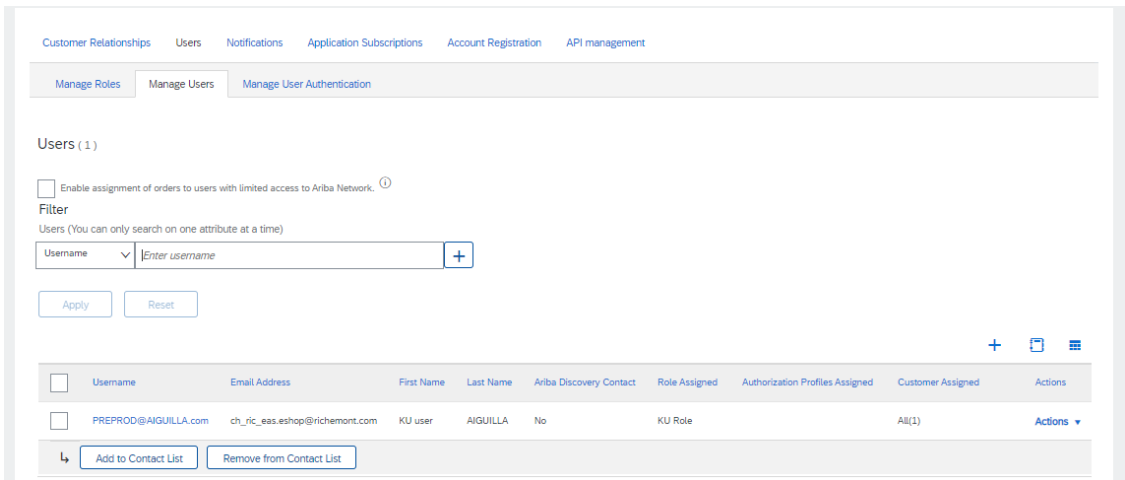 Customer Relationships Users Notifications Application Subscriptions Account Registration API management
Manage Roles Manage Users Manage User Authentication
Users (1)
Enable assignment of orders to users with limited access to Ariba Network.
Filter
Users (You can only search on one attribute at a time)
Username Enter username
Apply Reset
Username Email Address First Name Last Name Ariba Discovery Contact Role Assigned Authorization Profiles Assigned Customer Assigned Actions
PREPROD@AIGUILLA.com ch_ric_eas.eshop@richemont.com KU user AIGUILLA No KU Role All(1) Actions
Add to Contact List Remove from Contact List